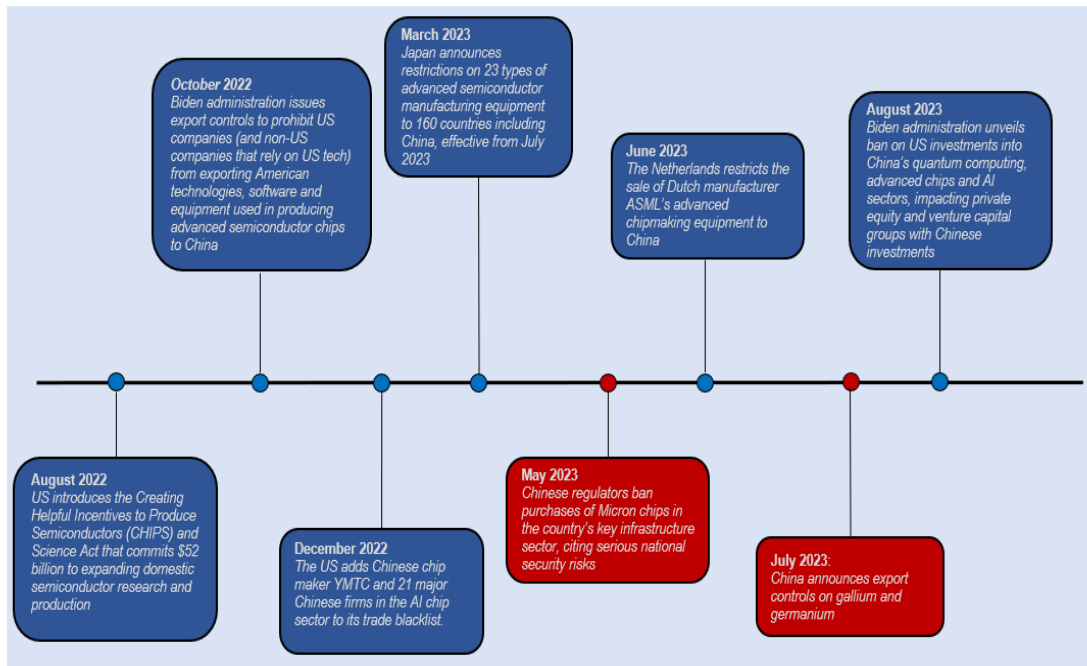 August 2022
US introduces the Creating
Helpful Incentives to Produce
Semiconductors (CHIPS) and
Science Act that commits $52
billion to expanding domestic
semiconductor research and
production
October 2022
Biden administration issues
export controls to prohibit US
companies (and non-US
companies that rely on US tech)
from exporting American
technologies, software and
equipment used in producing
advanced semiconductor chips
to China
December 2022
The US adds Chinese chip
maker YMTC and 21 major
Chinese firms in the AI chip
sector to its trade blacklist.
March 2023
Japan announces
restrictions on 23 types of
advanced semiconductor
manufacturing equipment
to 160 countries including
China, effective from July
2023
May 2023
Chinese regulators ban
purchases of Micron chips in
the country's key infrastructure
sector, citing serious national
security risks
June 2023
The Netherlands restricts the
sale of Dutch manufacturer
ASML's advanced
chipmaking equipment to
China
July 2023:
China announces export
controls on gallium and
germanium
August 2023
Biden administration unveils
ban on US investments into
China's quantum computing,
advanced chips and AI
sectors, impacting private
equity and venture capital
groups with Chinese
investments